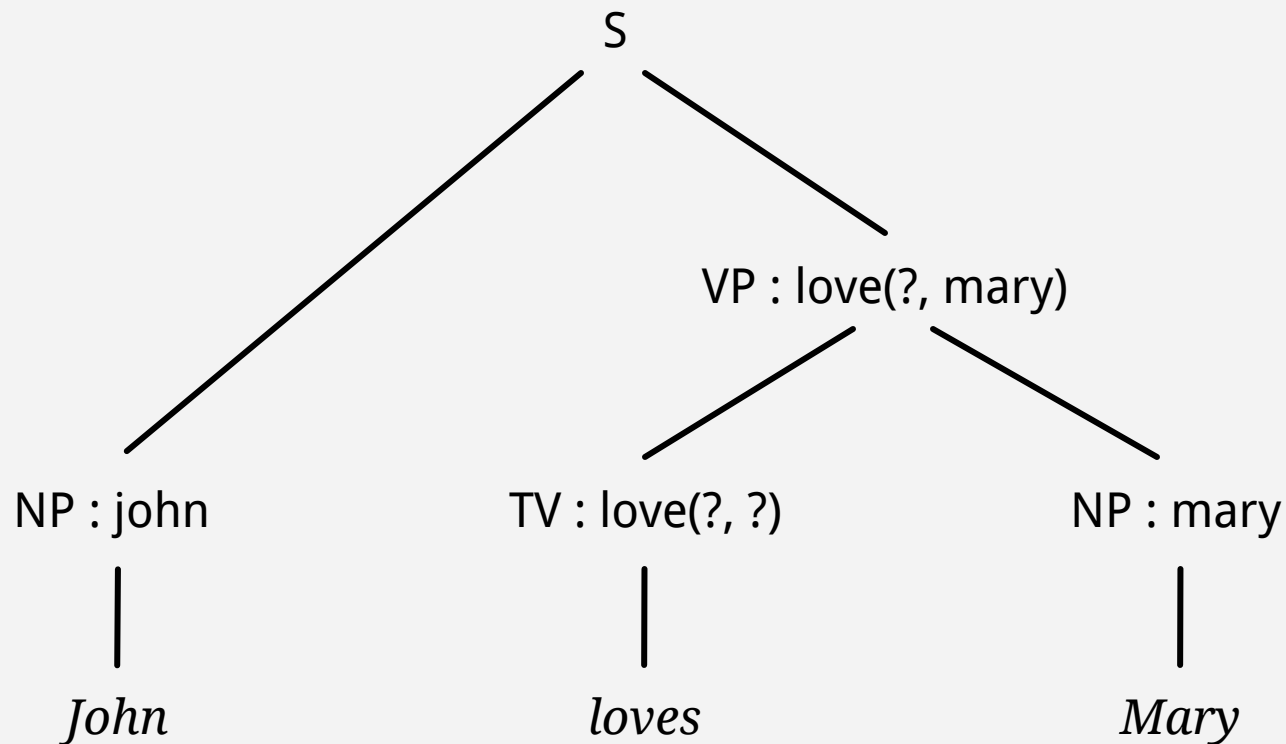 S
VP : love(?, mary)
NP : john
TV : love(?, ?)
NP : mary
John
loves
Mary